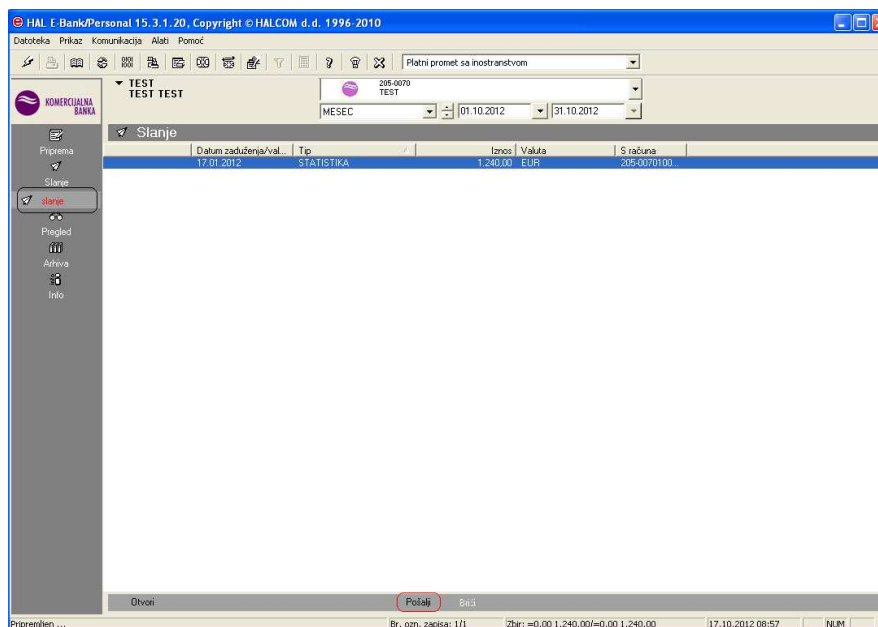 HAL E-Bank/Personal 15.3.1.20, Copyright © HALCOM d.d. 1996-2010
Datoteka Prikaz Komunikacija Alati Pomoć
Platni promet sa inostranstvom
KOMERCIJALNA
BANKA
TEST
TEST TEST
205-0070
TEST
MESEC 01.10.2012 31.10.2012
Slanje
Datum zaduženja/val... Tip Iznos Valuta S računa
17.01.2012 STATISTIKA 1.240,00 EUR 205-0070100...
Priprema
Slanje
slanje
Pregled
Arhiva
Info
Otvori Pošalji Briši
Pripremljen ... Br. ozn. zapisa: 1/1 Zbir: =0.00 1.240.00/=0.00 1.240.00 17.10.2012 08:57 NUM